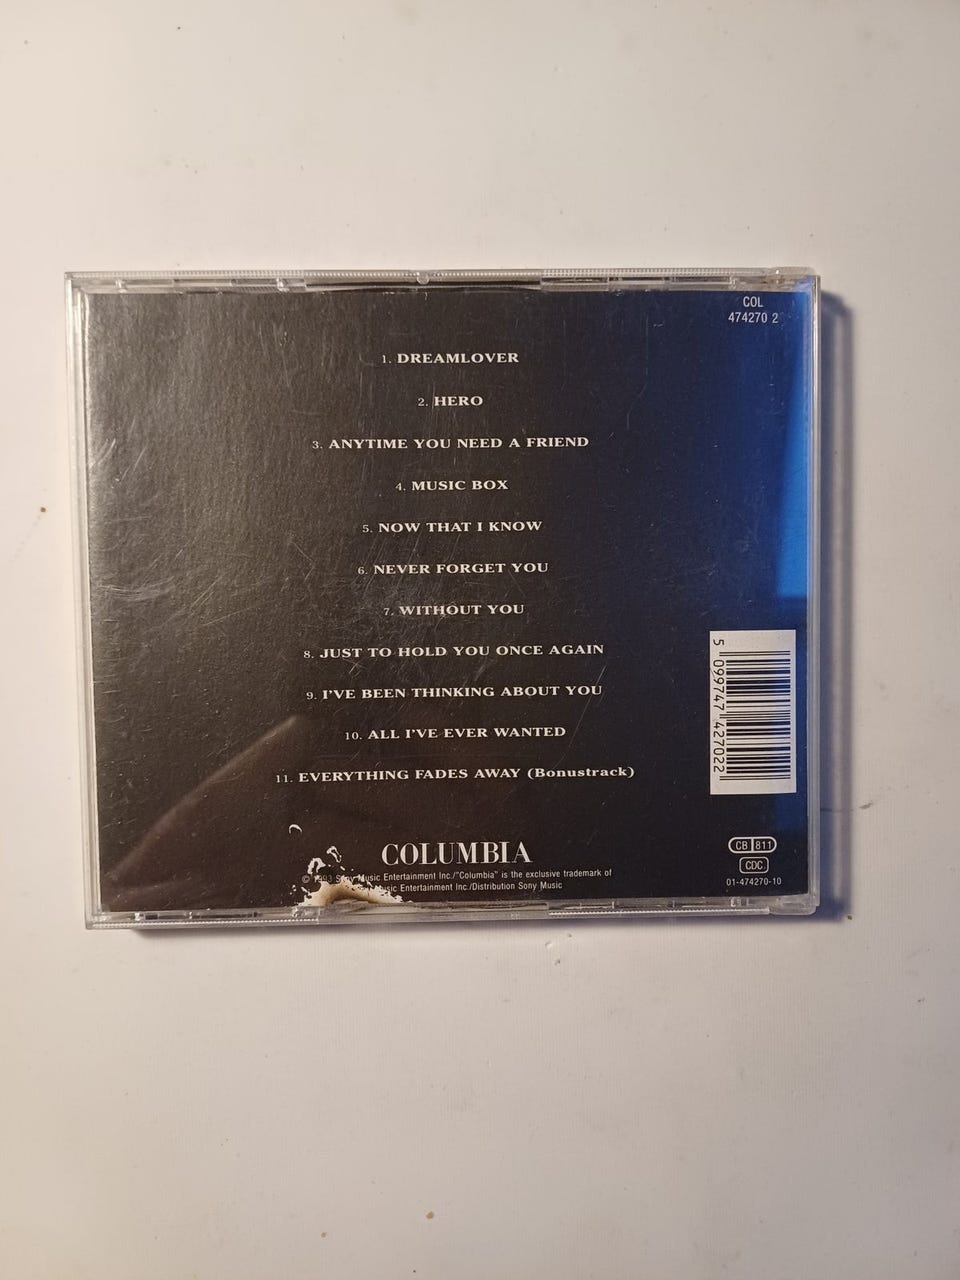 COL
474270 2
1. DREAMLOVER
2. HERO
3. ANYTIME YOU NEED A FRIEND
4. MUSIC BOX
5. NOW THAT I KNOW
6. NEVER FORGET YOU
7. WITHOUT YOU
8. JUST TO HOLD YOU ONCE AGAIN
9. I'VE BEEN THINKING ABOUT YOU
10. ALL I'VE EVER WANTED
11. EVERYTHING FADES AWAY (Bonustrack)
5 099747 427022
COLUMBIA
© 1993 Sony Music Entertainment Inc./"Columbia" is the exclusive trademark of
Music Entertainment Inc./Distribution Sony Music
CB 811
CDC
01-474270-10